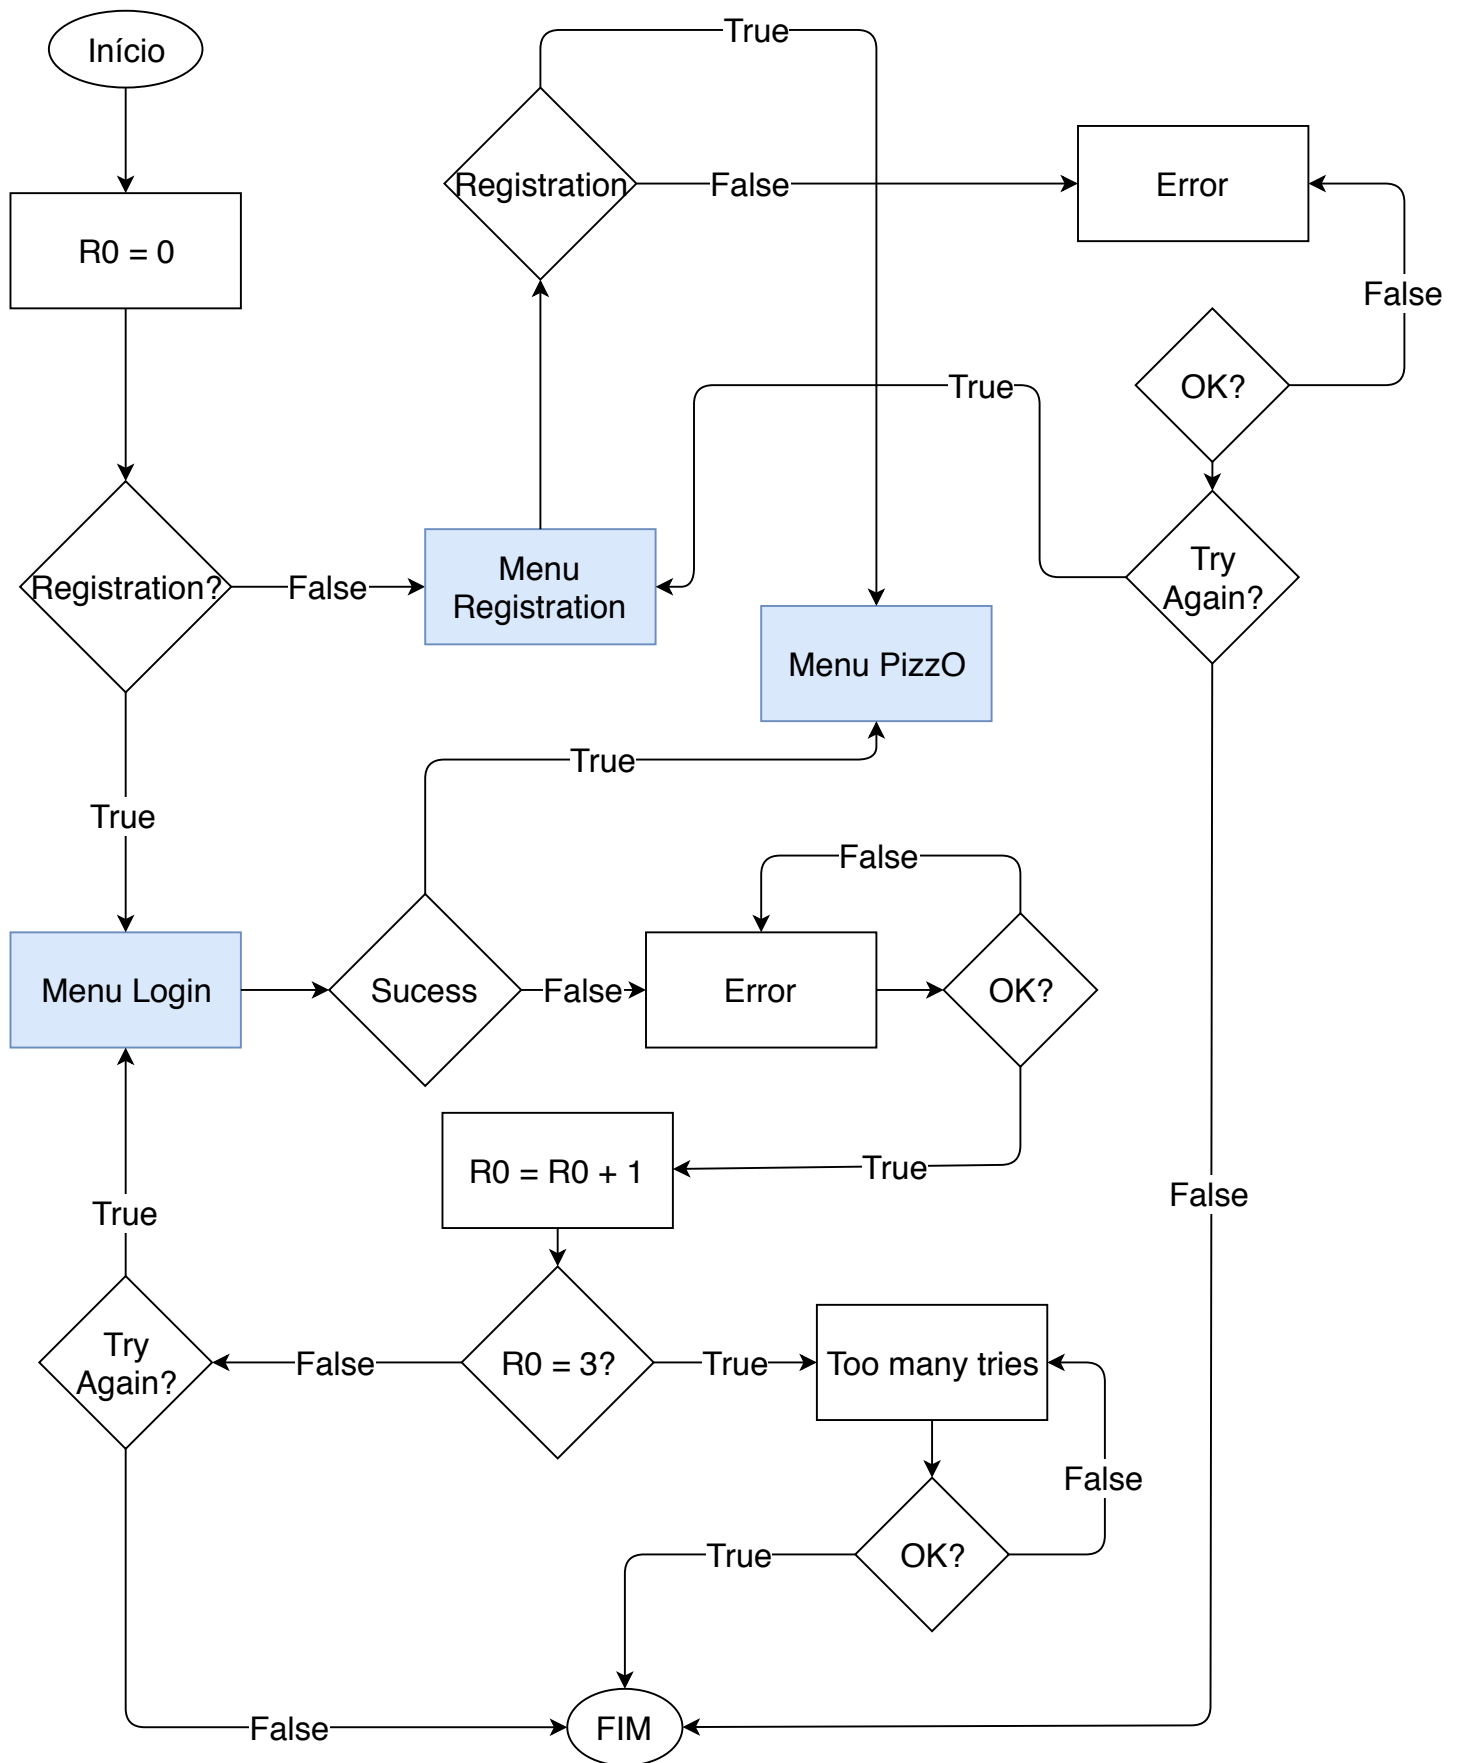 Início
True
Registration
False
Error
R0 = 0
False
OK?
True
Registration?
False
Menu
Registration
Try
Again?
Menu PizzO
True
True
False
Menu Login
Sucess
False
Error
OK?
R0 = R0 + 1
True
False
True
Try
Again?
False
R0 = 3?
True
Too many tries
False
True
OK?
False
FIM